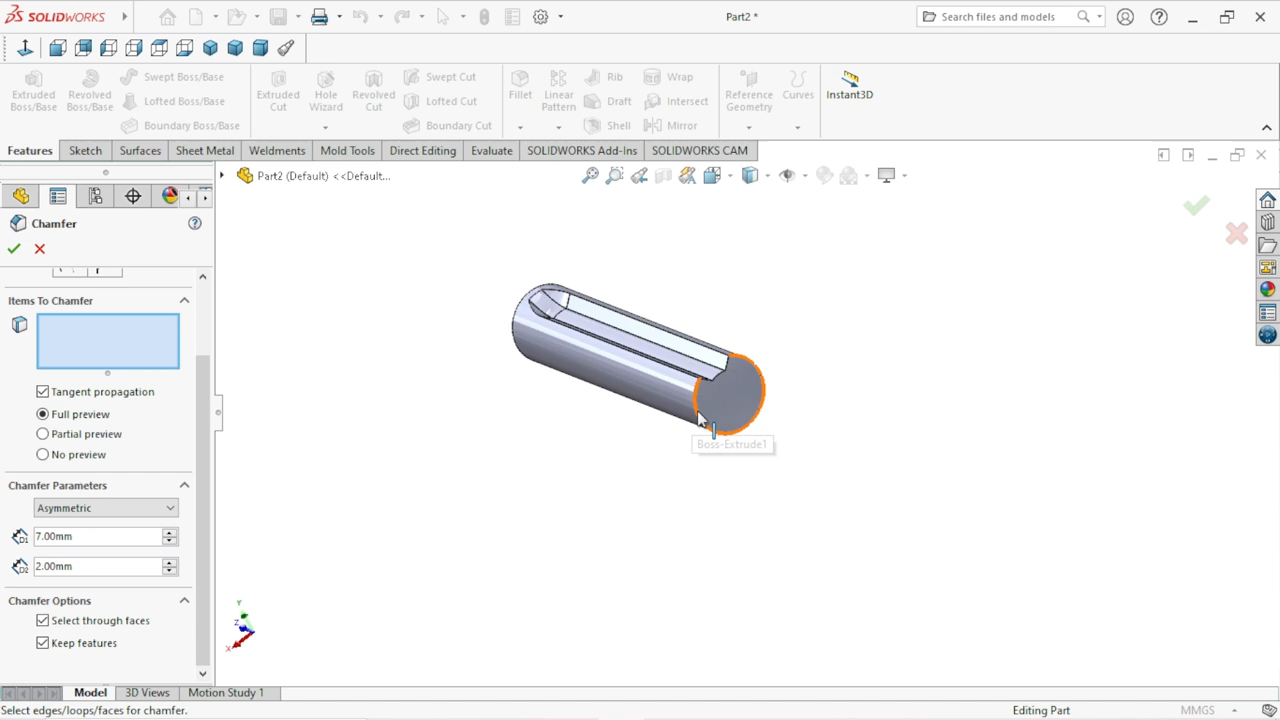 SOLIDWORKS
Part2 *
Search files and models
Extruded Boss/Base
Revolved Boss/Base
Swept Boss/Base
Lofted Boss/Base
Boundary Boss/Base
Extruded Cut
Hole Wizard
Revolved Cut
Swept Cut
Lofted Cut
Boundary Cut
Fillet
Linear Pattern
Rib
Draft
Shell
Wrap
Intersect
Mirror
Reference Geometry
Curves
Instant3D
Features
Sketch
Surfaces
Sheet Metal
Weldments
Mold Tools
Direct Editing
Evaluate
SOLIDWORKS Add-Ins
SOLIDWORKS CAM
Part2 (Default) <<Default...
Chamfer
Items To Chamfer
Tangent propagation
Full preview
Partial preview
No preview
Chamfer Parameters
Asymmetric
D1
7.00mm
D2
2.00mm
Chamfer Options
Select through faces
Keep features
Boss-Extrude1
Y
Z
X
Model
3D Views
Motion Study 1
Select edges/loops/faces for chamfer.
Editing Part
MMGS